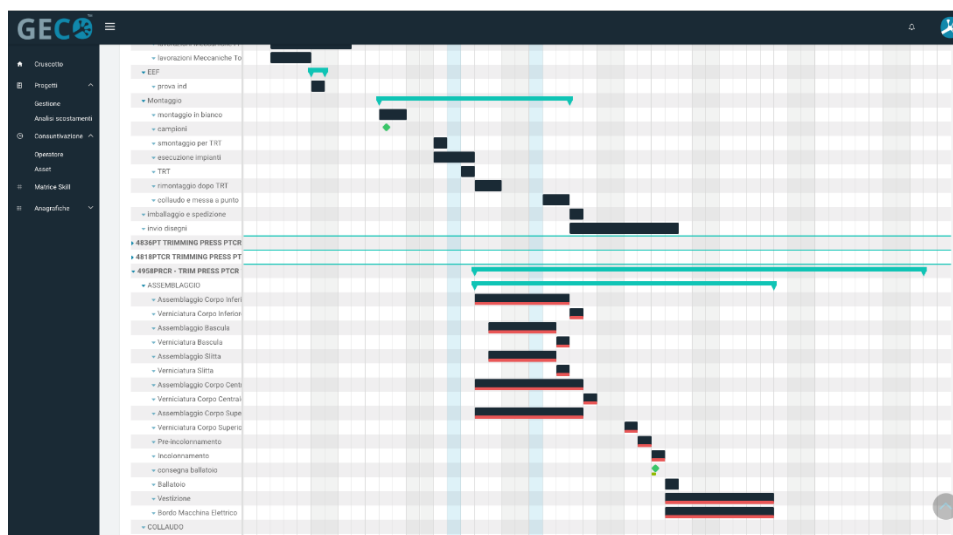 GECO
Cruscotto
Progetti
Gestione
Analisi scostamenti
Consuntivazione
Operatore
Asset
Matrice Skill
Anagrafiche
lavorazioni Meccaniche To
EEF
prova ind
Montaggio
montaggio in bianco
campioni
smontaggio per TRT
esecuzione impianti
TRT
rimontaggio dopo TRT
collaudo e messa a punto
imballaggio e spedizione
invio disegni
4836PT TRIMMING PRESS PTCR
4818PTCR TRIMMING PRESS PT
4958PRCR - TRIM PRESS PTCR
ASSEMBLAGGIO
Assemblaggio Corpo Inferi
Verniciatura Corpo Inferior
Assemblaggio Bascula
Verniciatura Bascula
Assemblaggio Slitta
Verniciatura Slitta
Assemblaggio Corpo Cent
Verniciatura Corpo Central
Assemblaggio Corpo Supe
Verniciatura Corpo Superio
Pre-incolonnamento
Incolonnamento
consegna ballatoio
Ballatoio
Vestizione
Bordo Macchina Elettrico
COLLAUDO